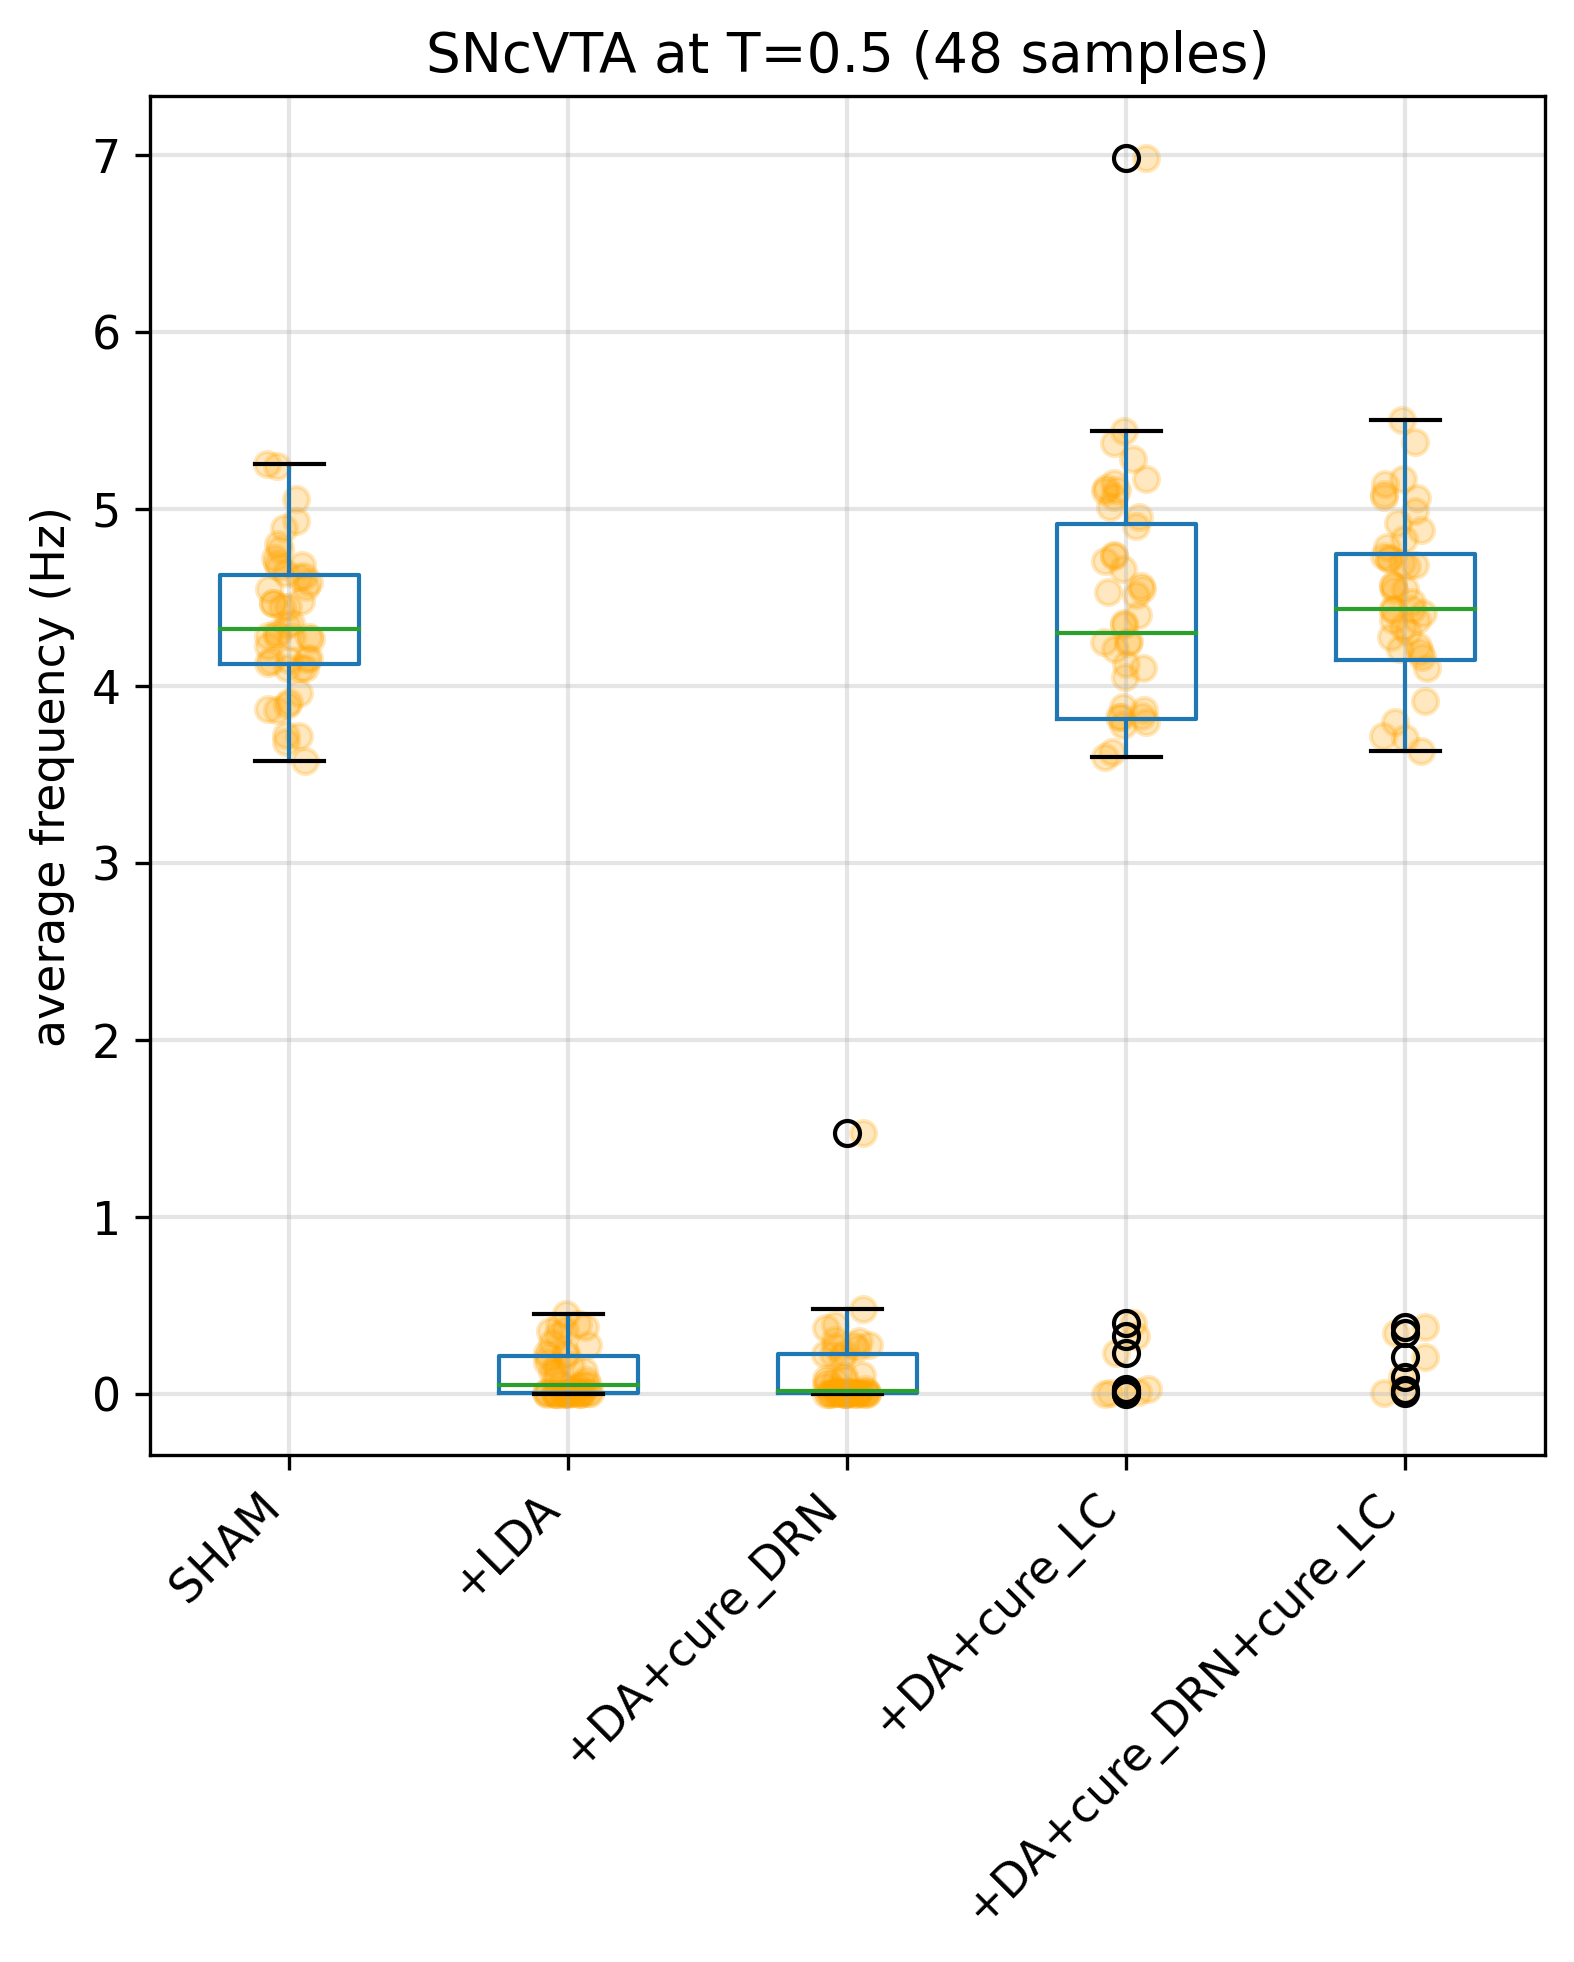 SNcVTA at T=0.5 (48 samples)
average frequency (Hz)
7
6
5
4
3
2
1
0
SHAM
+LDA
+DA+cure_DRN
+DA+cure_LC
+DA+cure_DRN+cure_LC